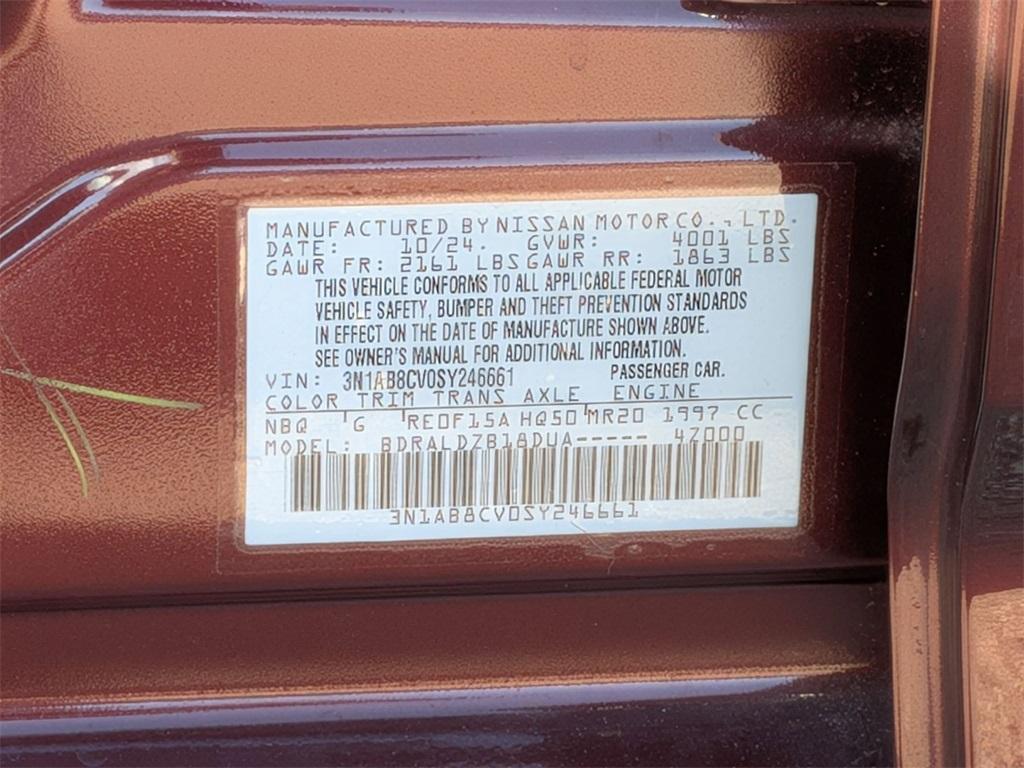 MANUFACTURED BY NISSAN MOTOR CO., LTD.
DATE: 10/24. GVWR: 4001 LBS
GAWR FR: 2161 LBS GAWR RR: 1863 LBS
THIS VEHICLE CONFORMS TO ALL APPLICABLE FEDERAL MOTOR
VEHICLE SAFETY, BUMPER AND THEFT PREVENTION STANDARDS
IN EFFECT ON THE DATE OF MANUFACTURE SHOWN ABOVE.
SEE OWNER'S MANUAL FOR ADDITIONAL INFORMATION.
VIN: 3N1AB8CV0SY246661 PASSENGER CAR.
COLOR TRIM TRANS AXLE ENGINE
NBQ G RE0F15A HQ50 MR20 1997 CC
MODEL: BDRALDZB18DUA----- 47000
3N1AB8CV0SY246661